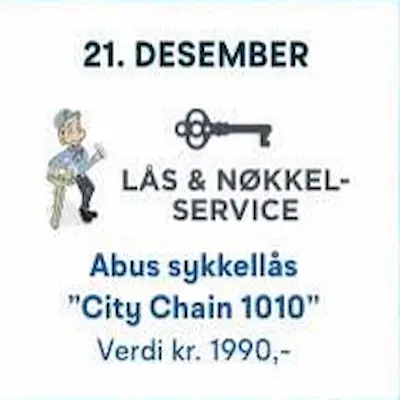 21. DESEMBER
LÅS & NØKKEL-
SERVICE
Abus sykkellås
"City Chain 1010"
Verdi kr. 1990,-